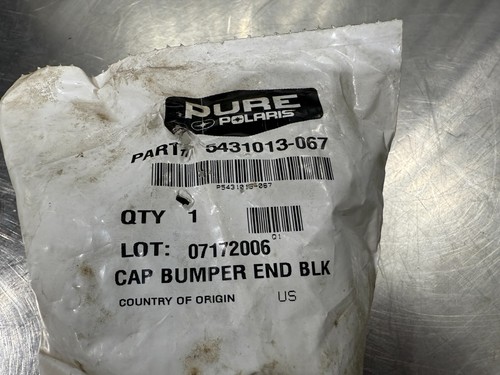 PURE
POLARIS
PART# 5431013-067
P5431013-067
QTY 1
Q1
LOT: 07172006
CAP BUMPER END BLK
COUNTRY OF ORIGIN US